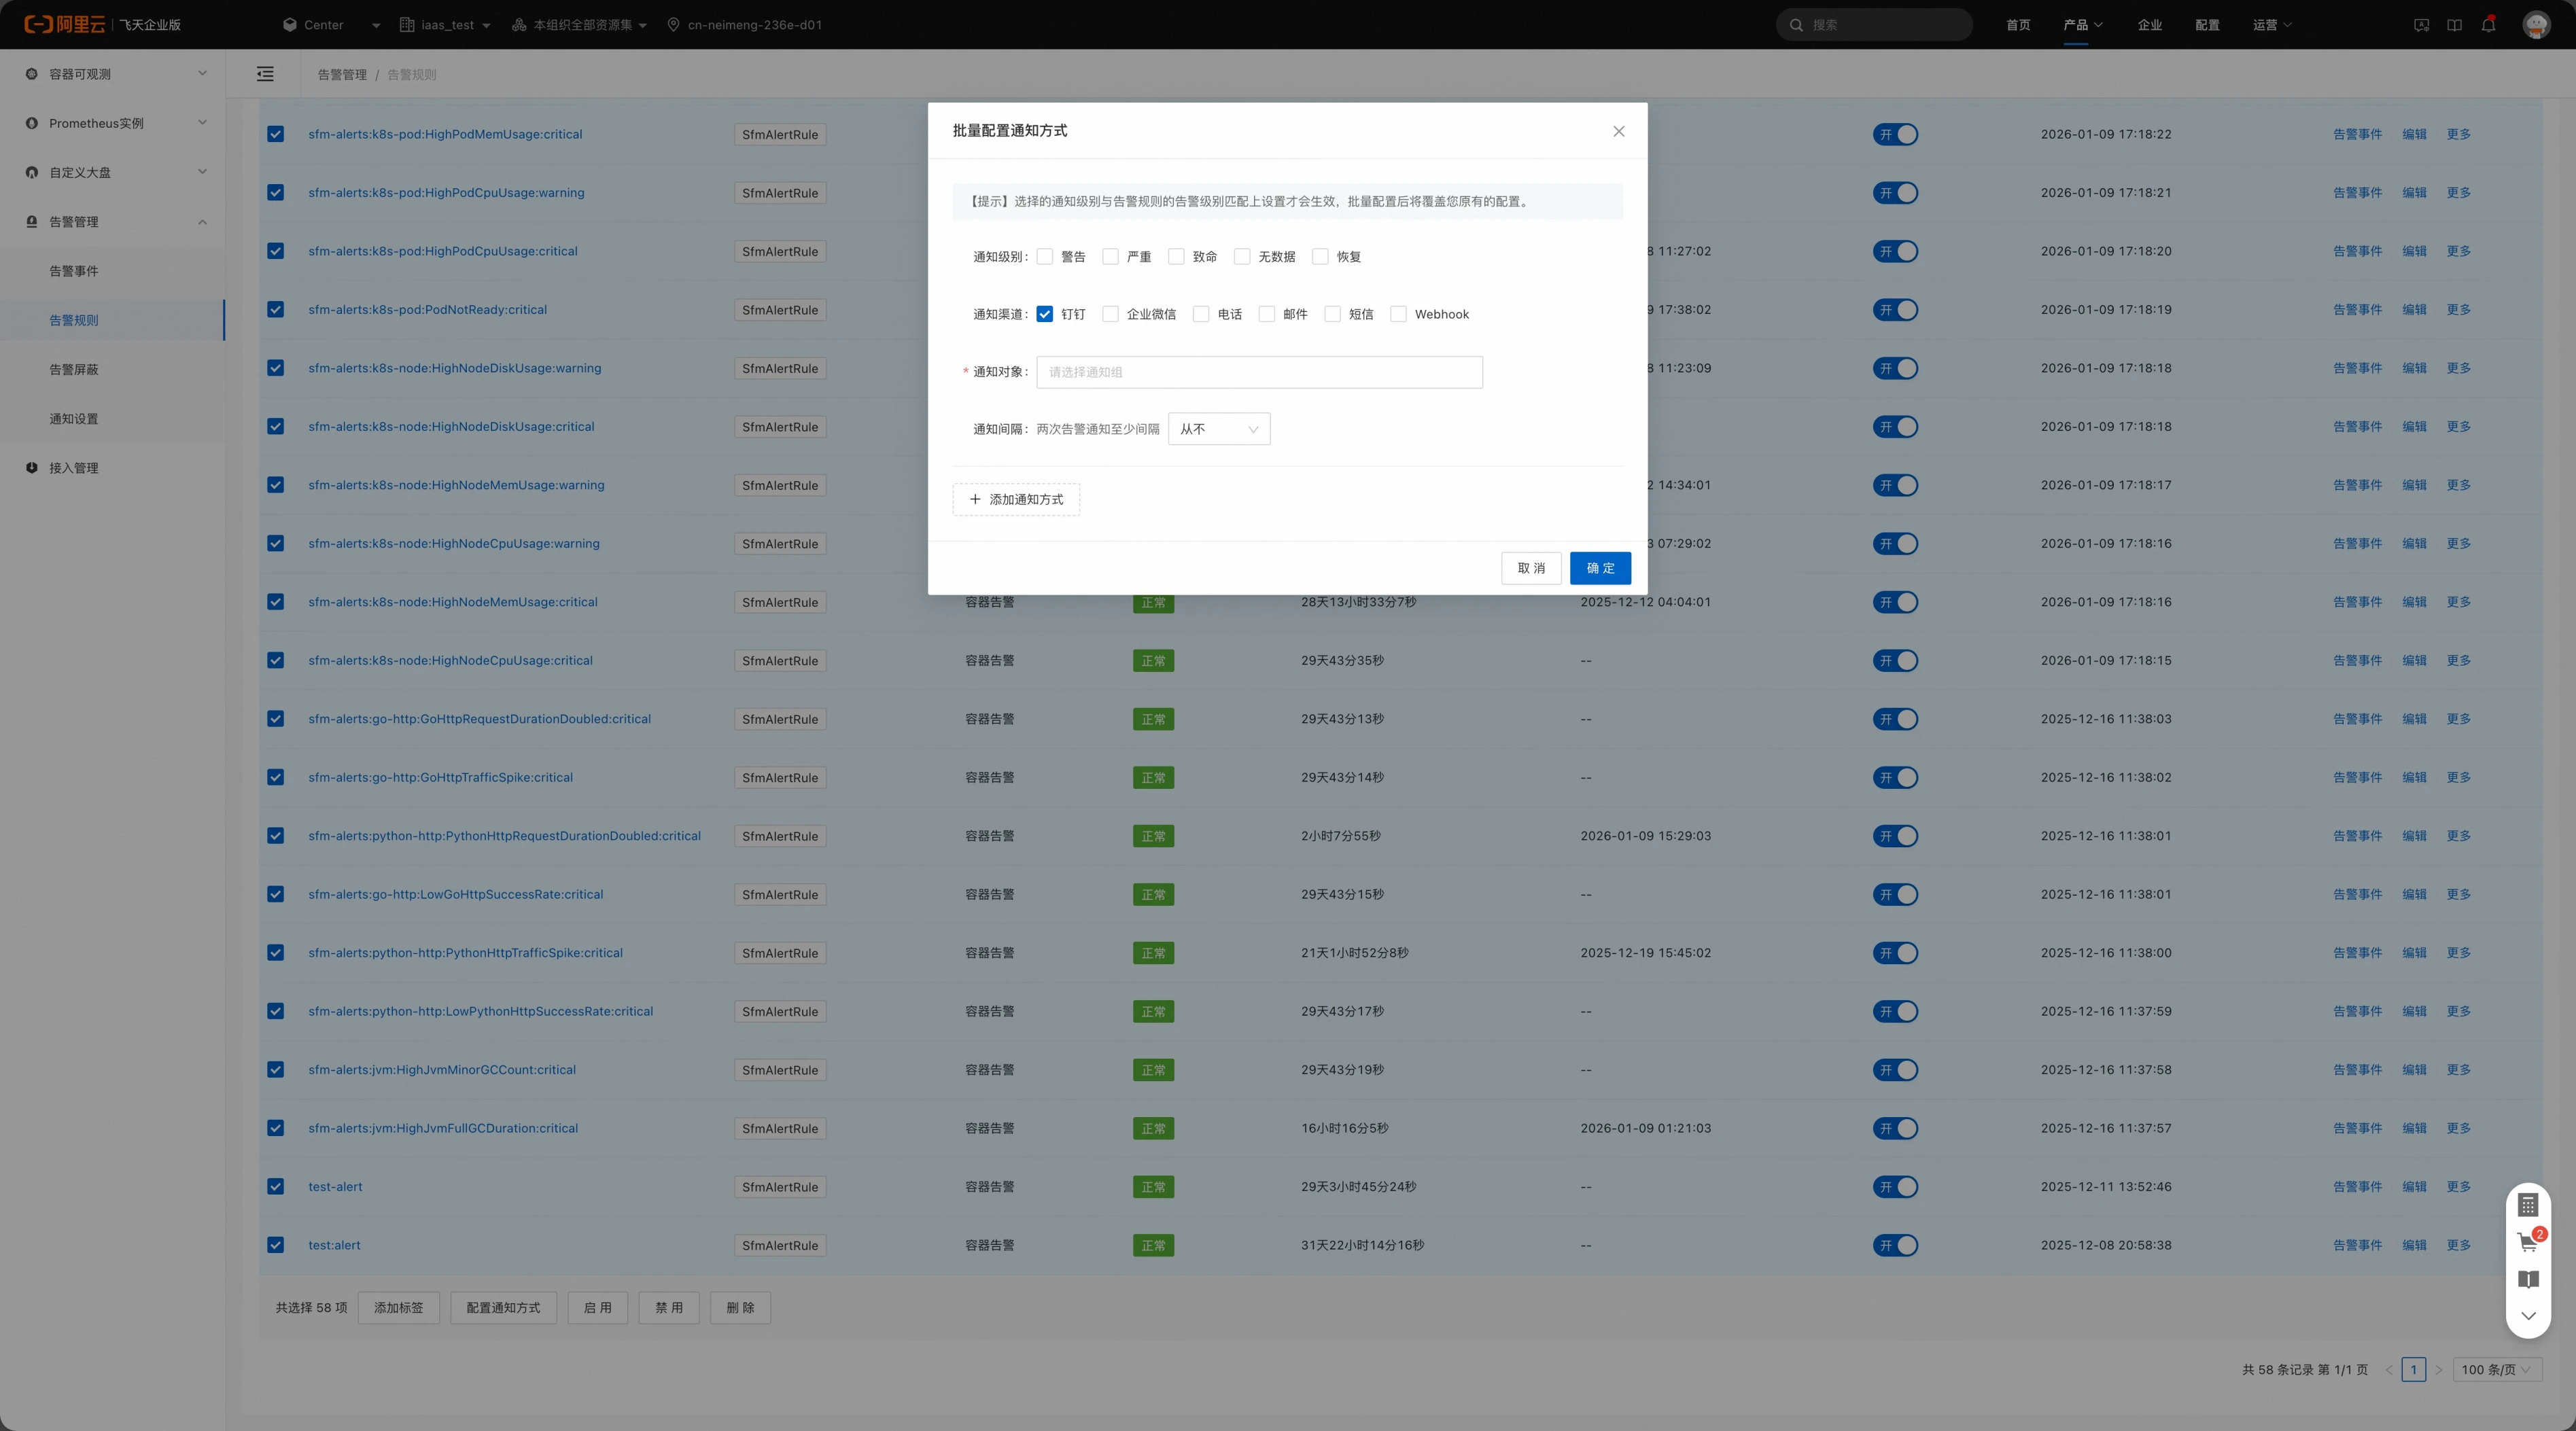 阿里云 飞天企业版 Center iaas_test 本组织全部资源集 cn-neimeng-236e-d01 搜索 首页 产品 企业 配置 运营
容器可观测
Prometheus实例
自定义大盘
告警管理
告警事件
告警规则
告警屏蔽
通知设置
接入管理
告警管理 / 告警规则
批量配置通知方式
【提示】选择的通知级别与告警规则的告警级别匹配上设置才会生效，批量配置后将覆盖您原有的配置。
通知级别: 警告 严重 致命 无数据 恢复
通知渠道: 钉钉 企业微信 电话 邮件 短信 Webhook
* 通知对象: 请选择通知组
通知间隔: 两次告警通知至少间隔 从不
添加通知方式
取 消 确 定
sfm-alerts:k8s-pod:HighPodMemUsage:critical SfmAlertRule 开 2026-01-09 17:18:22 告警事件 编辑 更多
sfm-alerts:k8s-pod:HighPodCpuUsage:warning SfmAlertRule 开 2026-01-09 17:18:21 告警事件 编辑 更多
sfm-alerts:k8s-pod:HighPodCpuUsage:critical SfmAlertRule 11:27:02 开 2026-01-09 17:18:20 告警事件 编辑 更多
sfm-alerts:k8s-pod:PodNotReady:critical SfmAlertRule 17:38:02 开 2026-01-09 17:18:19 告警事件 编辑 更多
sfm-alerts:k8s-node:HighNodeDiskUsage:warning SfmAlertRule 11:23:09 开 2026-01-09 17:18:18 告警事件 编辑 更多
sfm-alerts:k8s-node:HighNodeDiskUsage:critical SfmAlertRule 开 2026-01-09 17:18:18 告警事件 编辑 更多
sfm-alerts:k8s-node:HighNodeMemUsage:warning SfmAlertRule 14:34:01 开 2026-01-09 17:18:17 告警事件 编辑 更多
sfm-alerts:k8s-node:HighNodeCpuUsage:warning SfmAlertRule 07:29:02 开 2026-01-09 17:18:16 告警事件 编辑 更多
sfm-alerts:k8s-node:HighNodeMemUsage:critical SfmAlertRule 容器告警 正常 28天13小时33分7秒 2025-12-12 04:04:01 开 2026-01-09 17:18:16 告警事件 编辑 更多
sfm-alerts:k8s-node:HighNodeCpuUsage:critical SfmAlertRule 容器告警 正常 29天43分35秒 -- 开 2026-01-09 17:18:15 告警事件 编辑 更多
sfm-alerts:go-http:GoHttpRequestDurationDoubled:critical SfmAlertRule 容器告警 正常 29天43分13秒 -- 开 2025-12-16 11:38:03 告警事件 编辑 更多
sfm-alerts:go-http:GoHttpTrafficSpike:critical SfmAlertRule 容器告警 正常 29天43分14秒 -- 开 2025-12-16 11:38:02 告警事件 编辑 更多
sfm-alerts:python-http:PythonHttpRequestDurationDoubled:critical SfmAlertRule 容器告警 正常 2小时7分55秒 2026-01-09 15:29:03 开 2025-12-16 11:38:01 告警事件 编辑 更多
sfm-alerts:go-http:LowGoHttpSuccessRate:critical SfmAlertRule 容器告警 正常 29天43分15秒 -- 开 2025-12-16 11:38:01 告警事件 编辑 更多
sfm-alerts:python-http:PythonHttpTrafficSpike:critical SfmAlertRule 容器告警 正常 21天1小时52分8秒 2025-12-19 15:45:02 开 2025-12-16 11:38:00 告警事件 编辑 更多
sfm-alerts:python-http:LowPythonHttpSuccessRate:critical SfmAlertRule 容器告警 正常 29天43分17秒 -- 开 2025-12-16 11:37:59 告警事件 编辑 更多
sfm-alerts:jvm:HighJvmMinorGCCount:critical SfmAlertRule 容器告警 正常 29天43分19秒 -- 开 2025-12-16 11:37:58 告警事件 编辑 更多
sfm-alerts:jvm:HighJvmFullGCDuration:critical SfmAlertRule 容器告警 正常 16小时16分5秒 2026-01-09 01:21:03 开 2025-12-16 11:37:57 告警事件 编辑 更多
test-alert SfmAlertRule 容器告警 正常 29天3小时45分24秒 -- 开 2025-12-11 13:52:46 告警事件 编辑 更多
test:alert SfmAlertRule 容器告警 正常 31天22小时14分16秒 -- 开 2025-12-08 20:58:38 告警事件 编辑 更多
2
共选择 58 项 添加标签 配置通知方式 启 用 禁 用 删 除
共 58 条记录 第 1/1 页 < 1 > 100 条/页